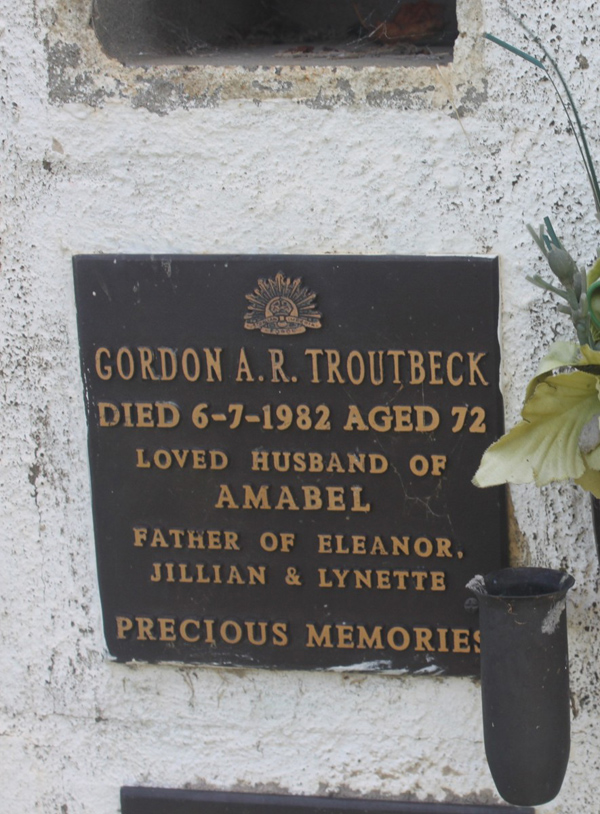 GORDON A.R. TROUTBECK
DIED 6-7-1982 AGED 72
LOVED HUSBAND OF
AMABEL
FATHER OF ELEANOR,
JILLIAN & LYNETTE
PRECIOUS MEMORIES